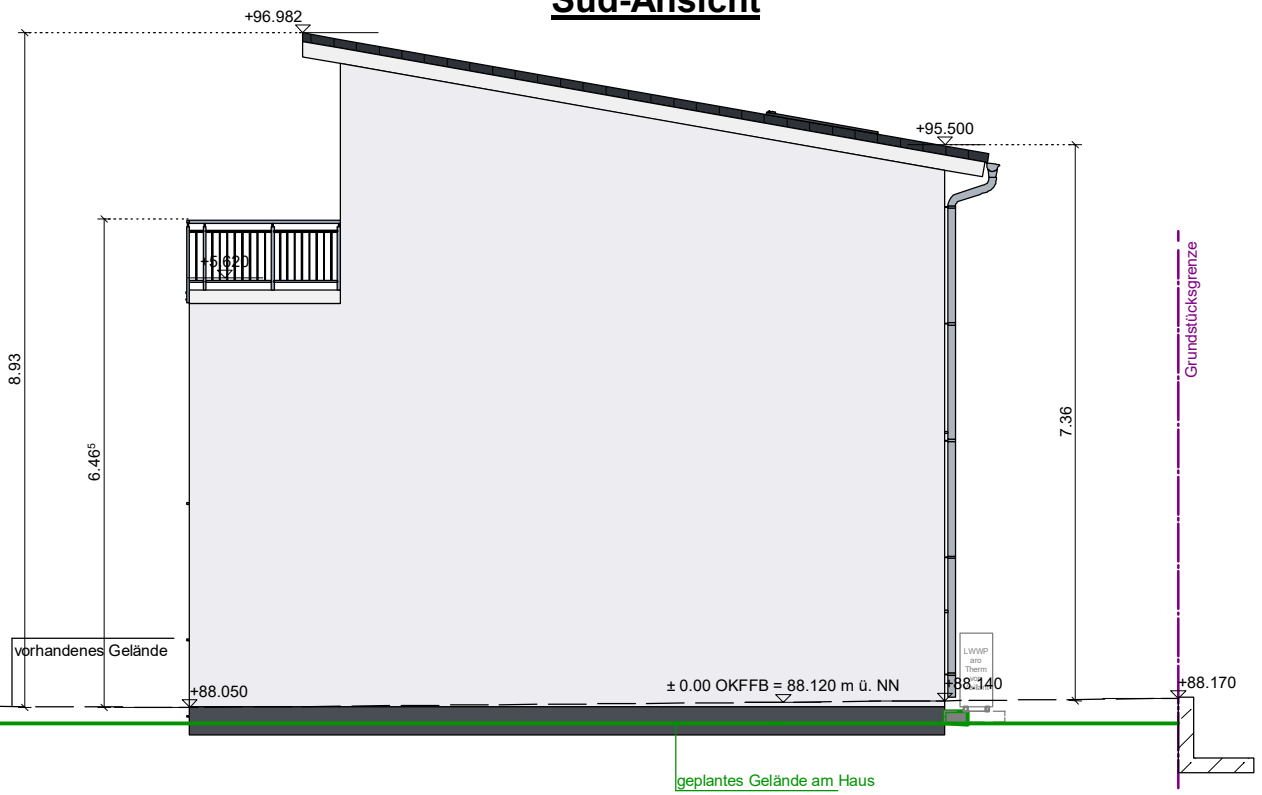 Süd-Ansicht
+96.982
+95.500
+5.620
Grundstücksgrenze
8.93
7.36
6.46⁵
vorhandenes Gelände
LWWP
aro
Therm
+88.050
± 0.00 OKFFB = 88.120 m ü. NN
+88.140
+88.170
geplantes Gelände am Haus